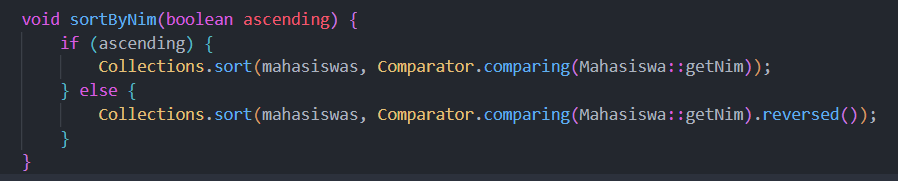 void sortByNim(boolean ascending) {
    if (ascending) {
        Collections.sort(mahasiswas, Comparator.comparing(Mahasiswa::getNim));
    } else {
        Collections.sort(mahasiswas, Comparator.comparing(Mahasiswa::getNim).reversed());
    }
}